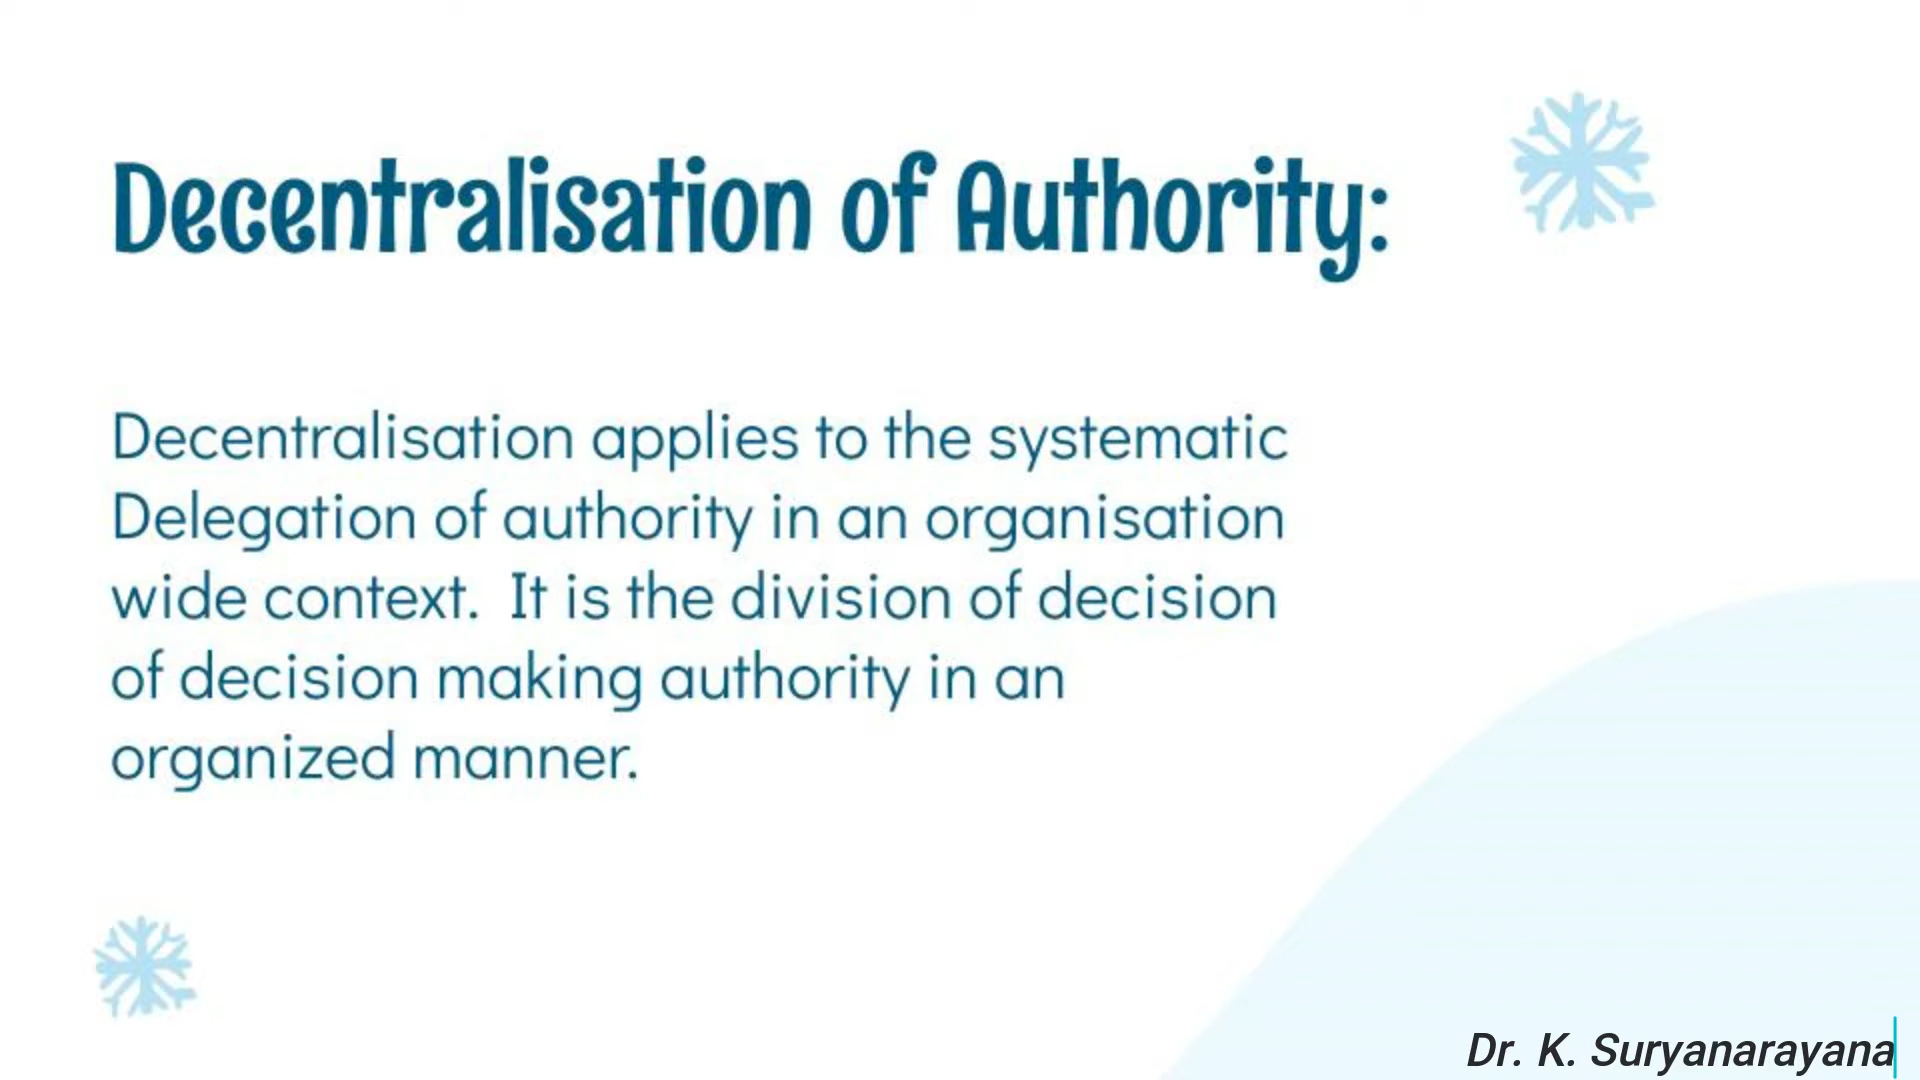 Decentralisation of Authority:
Decentralisation applies to the systematic
Delegation of authority in an organisation
wide context.  It is the division of decision
of decision making authority in an
organized manner.
Dr. K. Suryanarayana